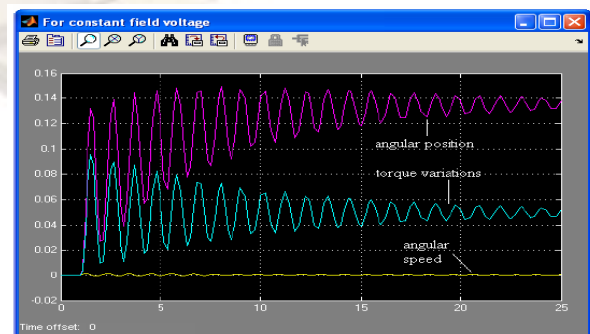 For constant field voltage
0.16
0.14
0.12
0.1
0.08
0.06
0.04
0.02
0
-0.02
angular position
torque variations
angular
speed
0
5
10
15
20
25
Time offset: 0